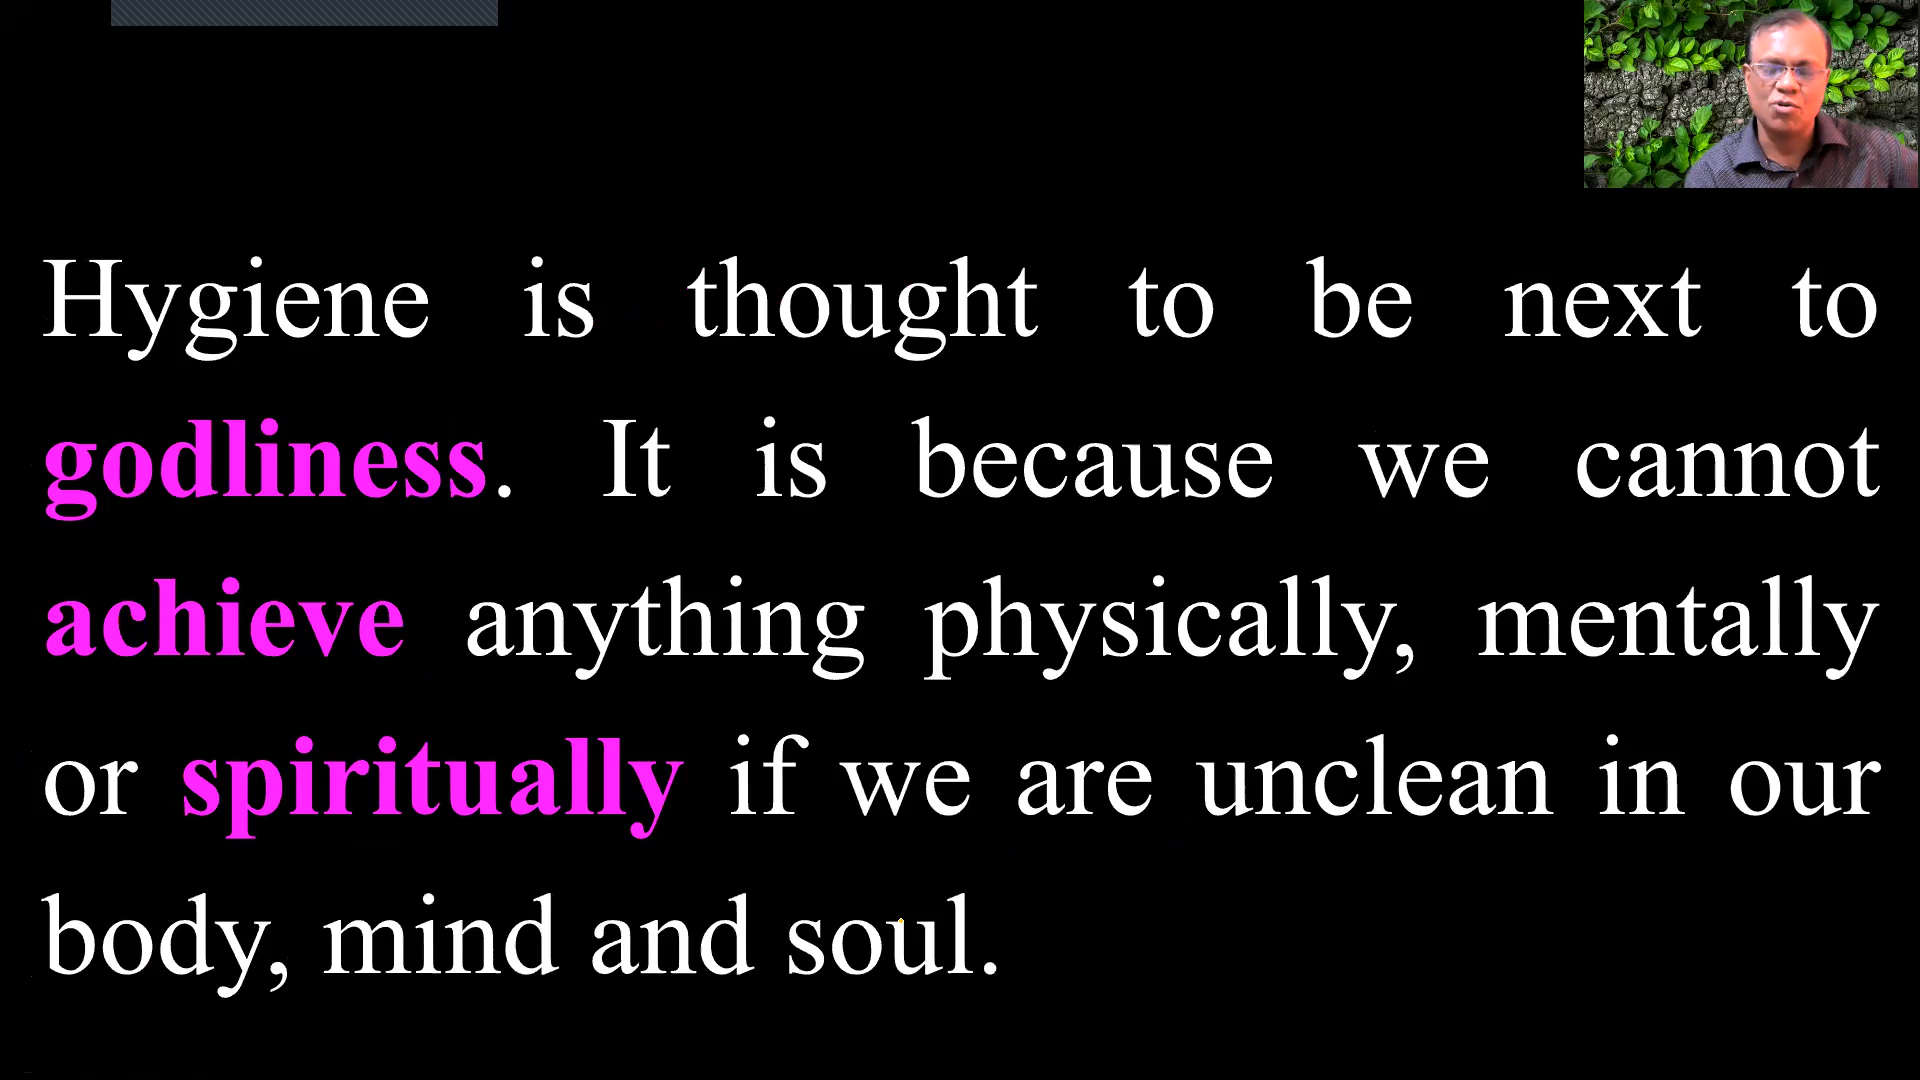 Hygiene is thought to be next to
godliness. It is because we cannot
achieve anything physically, mentally
or spiritually if we are unclean in our
body, mind and soul.